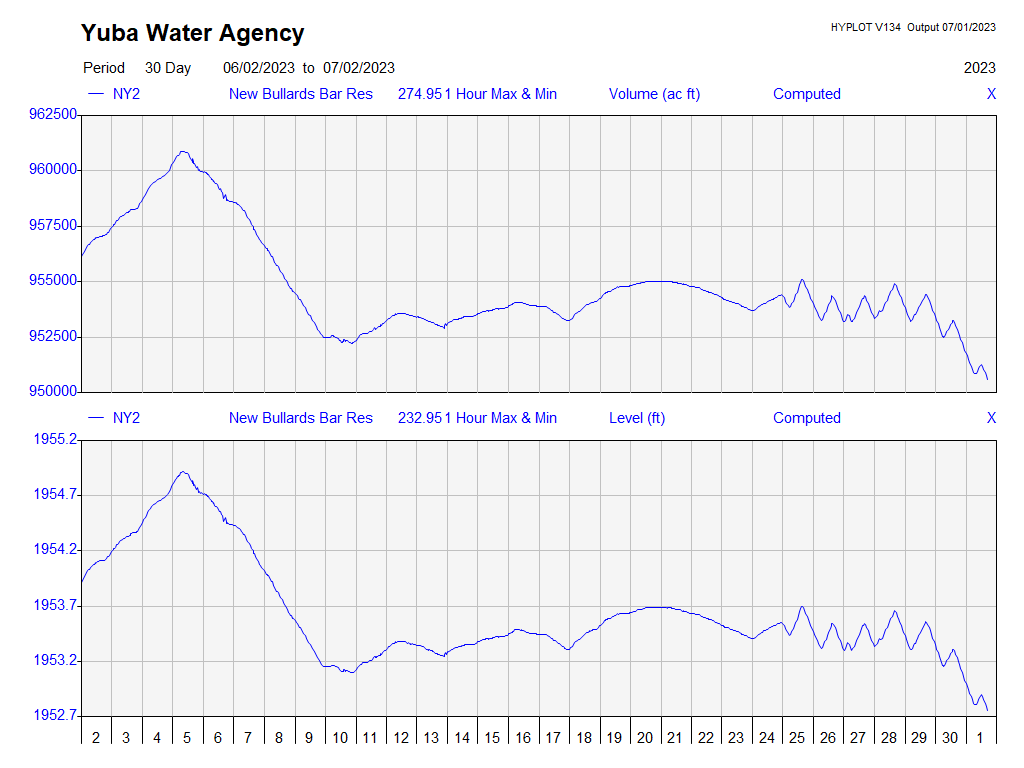 Yuba Water Agency
HYPLOT V134 Output 07/01/2023
Period 30 Day 06/02/2023 to 07/02/2023 2023
NY2 New Bullards Bar Res 274.951 Hour Max & Min Volume (ac ft) Computed X
962500
960000
957500
955000
952500
950000
NY2 New Bullards Bar Res 232.951 Hour Max & Min Level (ft) Computed X
1955.2
1954.7
1954.2
1953.7
1953.2
1952.7
2 3 4 5 6 7 8 9 10 11 12 13 14 15 16 17 18 19 20 21 22 23 24 25 26 27 28 29 30 1